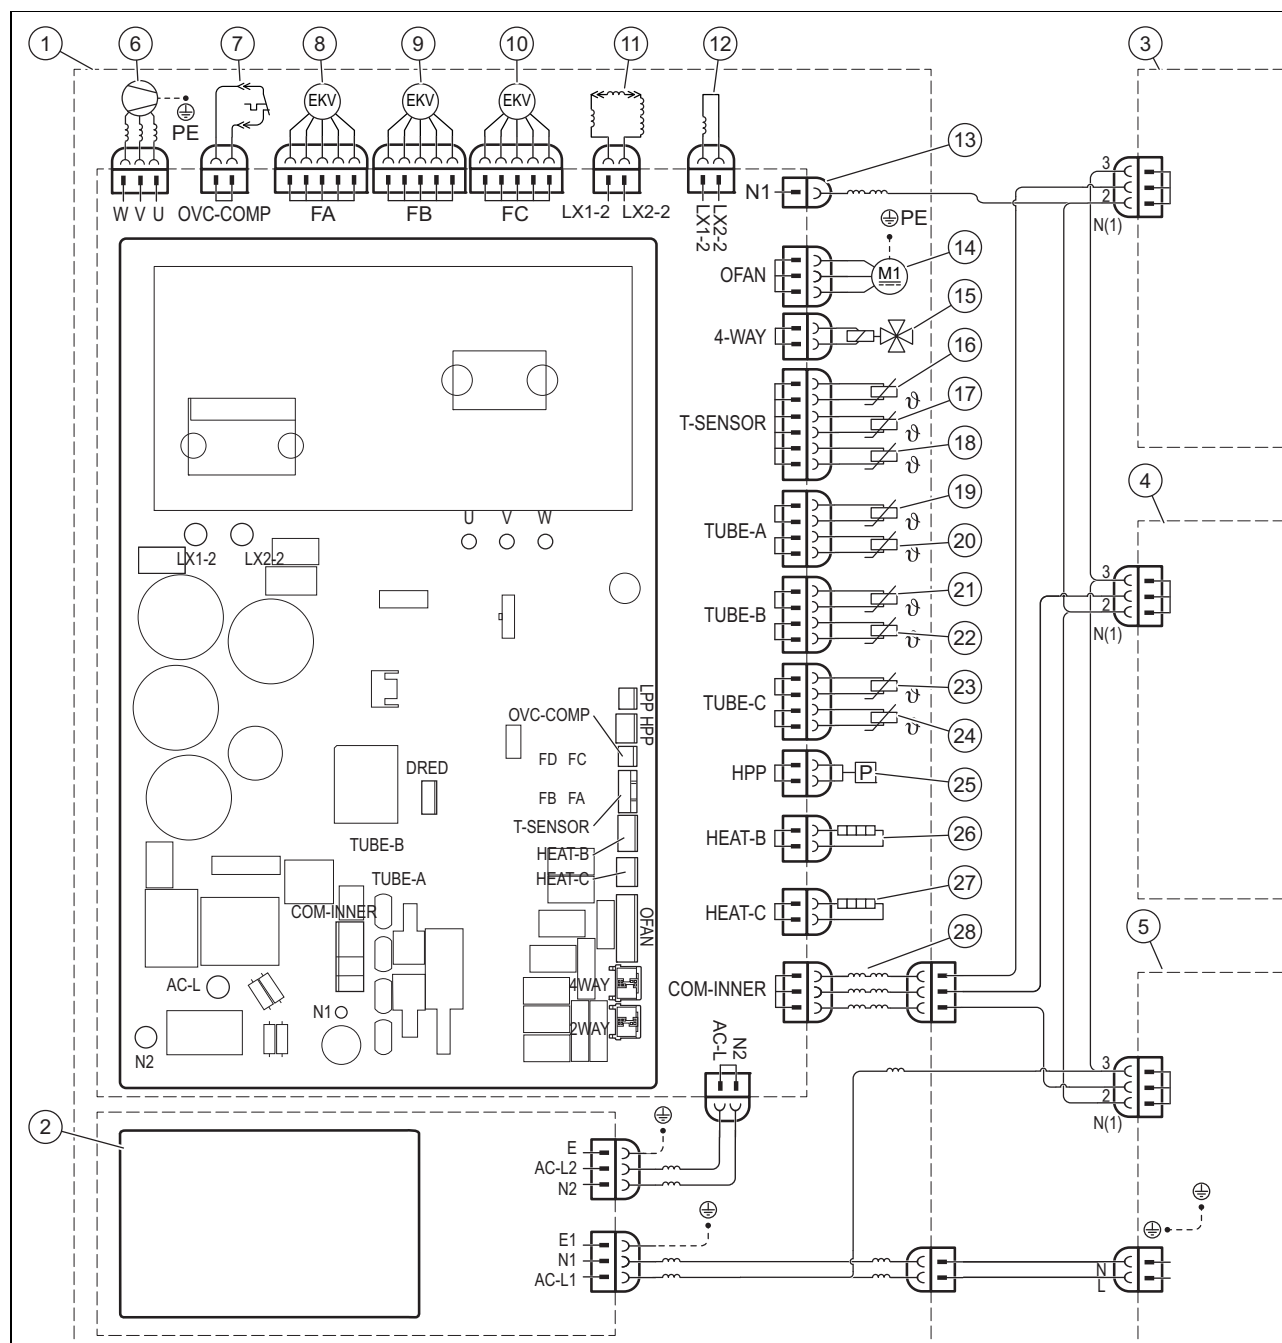 1 6 7 8 9 10 11 12 3
EKV EKV EKV
PE
W V U OVC-COMP FA FB FC LX1-2 LX2-2
LX1-2
LX2-2
13
N1
3
2
N(1)
PE
OFAN M1 14
4-WAY 15
16
T-SENSOR ϑ 17
ϑ 18
ϑ
4
TUBE-A 19
ϑ 20
ϑ
U V W
LX1-2 LX2-2
TUBE-B 21
ϑ 22
ϑ
3
2
N(1)
TUBE-C 23
ϑ 24
ϑ
LPP HPP
OVC-COMP
FD FC
DRED
FB FA
T-SENSOR
TUBE-B
HEAT-B
TUBE-A
HEAT-C
COM-INNER
OFAN
AC-L
4WAY
N1
2WAY
N2
HPP P 25
HEAT-B 26
HEAT-C 27
28
COM-INNER
5
AC-L
N2
3
2
N(1)
2
E
AC-L2
N2
E1
N1
AC-L1
N
L